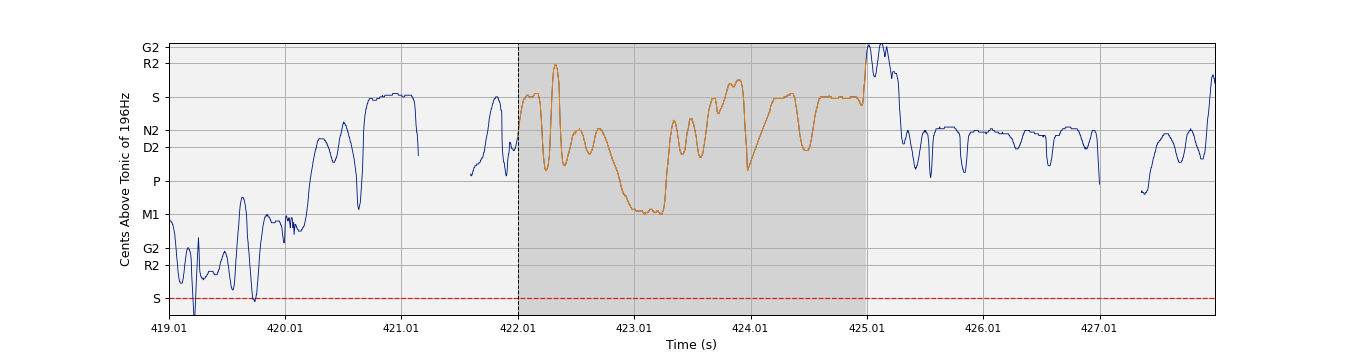 G2
R2
S
N2
D2
P
M1
G2
R2
S
Cents Above Tonic of 196Hz
419.01 420.01 421.01 422.01 423.01 424.01 425.01 426.01 427.01
Time (s)